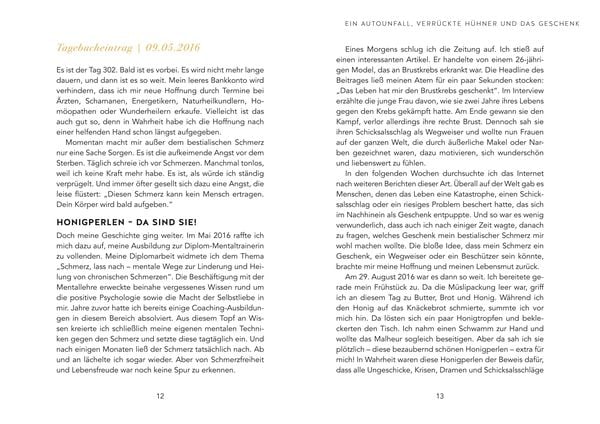 Tagebucheintrag | 09.05.2016
Es ist der Tag 302. Bald ist es vorbei. Es wird nicht mehr lange
dauern, und dann ist es so weit. Mein leeres Bankkonto wird
verhindern, dass ich mir neue Hoffnung durch Termine bei
Ärzten, Schamanen, Energetikern, Naturheilkundlern, Ho-
möopathen oder Wunderheilern erkaufe. Vielleicht ist das
auch gut so, denn in Wahrheit habe ich die Hoffnung nach
einer helfenden Hand schon längst aufgegeben.
Momentan macht mir außer dem bestialischen Schmerz
nur eine Sache Sorgen. Es ist die aufkeimende Angst vor dem
Sterben. Täglich schreie ich vor Schmerzen. Manchmal tonlos,
weil ich keine Kraft mehr habe. Es ist, als würde ich ständig
verprügelt. Und immer öfter gesellt sich dazu eine Angst, die
leise flüstert: „Diesen Schmerz kann kein Mensch ertragen.
Dein Körper wird bald aufgeben.“
HONIGPERLEN – DA SIND SIE!
Doch meine Geschichte ging weiter. Im Mai 2016 raffte ich
mich dazu auf, meine Ausbildung zur Diplom-Mentaltrainerin
zu vollenden. Meine Diplomarbeit widmete ich dem Thema
„Schmerz, lass nach – mentale Wege zur Linderung und Hei-
lung von chronischen Schmerzen“. Die Beschäftigung mit der
Mentallehre erweckte beinahe vergessenes Wissen rund um
die positive Psychologie sowie die Macht der Selbstliebe in
mir. Jahre zuvor hatte ich bereits einige Coaching-Ausbildun-
gen in diesem Bereich absolviert. Aus diesem Topf an Wis-
sen kreierte ich schließlich meine eigenen mentalen Techni-
ken gegen den Schmerz und setzte diese tagtäglich ein. Und
nach einigen Monaten ließ der Schmerz tatsächlich nach. Ab
und an lächelte ich sogar wieder. Aber von Schmerzfreiheit
und Lebensfreude war noch keine Spur zu erkennen.
12
EIN AUTOUNFALL, VERRÜCKTE HÜHNER UND DAS GESCHENK
Eines Morgens schlug ich die Zeitung auf. Ich stieß auf
einen interessanten Artikel. Er handelte von einem 26-jähri-
gen Model, das an Brustkrebs erkrankt war. Die Headline des
Beitrages ließ meinen Atem für ein paar Sekunden stocken:
„Das Leben hat mir den Brustkrebs geschenkt“. Im Interview
erzählte die junge Frau davon, wie sie zwei Jahre ihres Lebens
gegen den Krebs gekämpft hatte. Am Ende gewann sie den
Kampf, verlor allerdings ihre rechte Brust. Dennoch sah sie
ihren Schicksalsschlag als Wegweiser und wollte nun Frauen
auf der ganzen Welt, die durch äußerliche Makel oder Nar-
ben gezeichnet waren, dazu motivieren, sich wunderschön
und liebenswert zu fühlen.
In den folgenden Wochen durchsuchte ich das Internet
nach weiteren Berichten dieser Art. Überall auf der Welt gab es
Menschen, denen das Leben eine Katastrophe, einen Schick-
salsschlag oder ein riesiges Problem beschert hatte, das sich
im Nachhinein als Geschenk entpuppte. Und so war es wenig
verwunderlich, dass auch ich nach einiger Zeit wagte, danach
zu fragen, welches Geschenk mein bestialischer Schmerz mir
wohl machen wollte. Die bloße Idee, dass mein Schmerz ein
Geschenk, ein Wegweiser oder ein Beschützer sein könnte,
brachte mir meine Hoffnung und meinen Lebensmut zurück.
Am 29. August 2016 war es dann so weit. Ich bereitete ge-
rade mein Frühstück zu. Da die Müslipackung leer war, griff
ich an diesem Tag zu Butter, Brot und Honig. Während ich
den Honig auf das Knäckebrot schmierte, summte ich vor
mich hin. Da lösten sich ein paar Honigtropfen und bekle-
ckerten den Tisch. Ich nahm einen Schwamm zur Hand und
wollte das Malheur sogleich beseitigen. Aber da sah ich sie
plötzlich – diese bezaubernd schönen Honigperlen – extra für
mich! In Wahrheit waren diese Honigperlen der Beweis dafür,
dass alle Ungeschicke, Krisen, Dramen und Schicksalsschläge
13